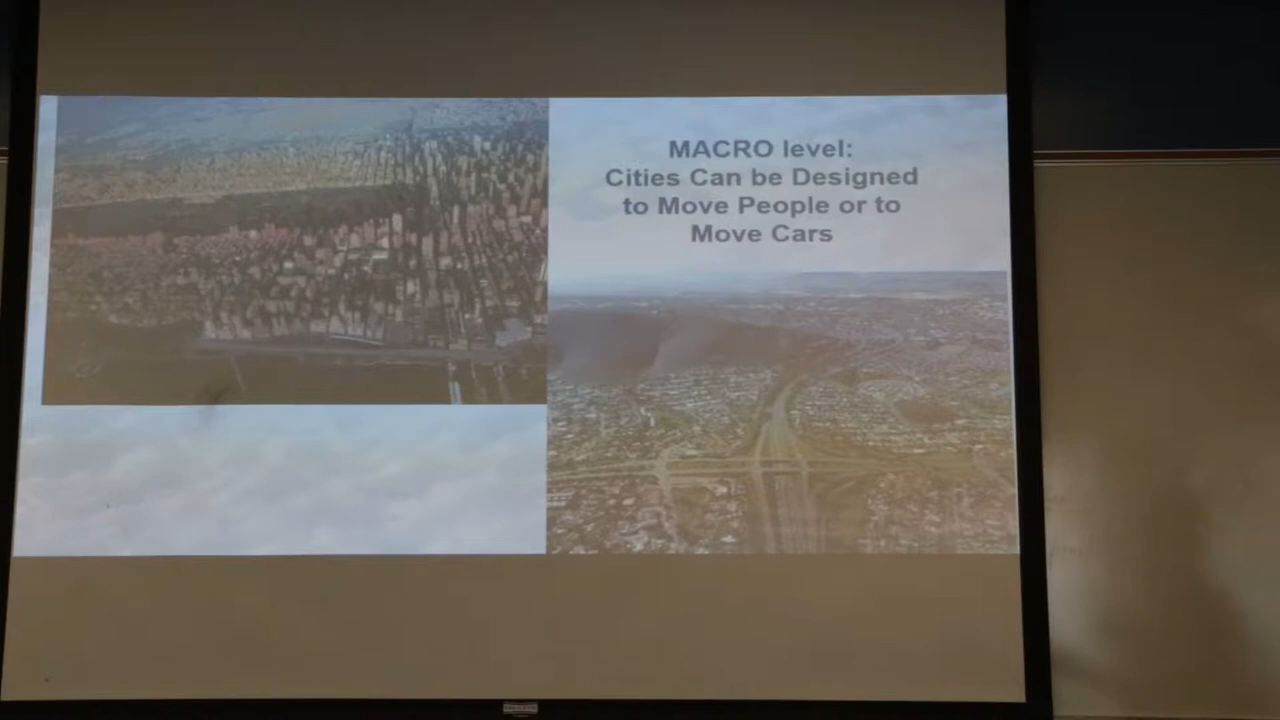 MACRO level:
Cities Can be Designed
to Move People or to
Move Cars